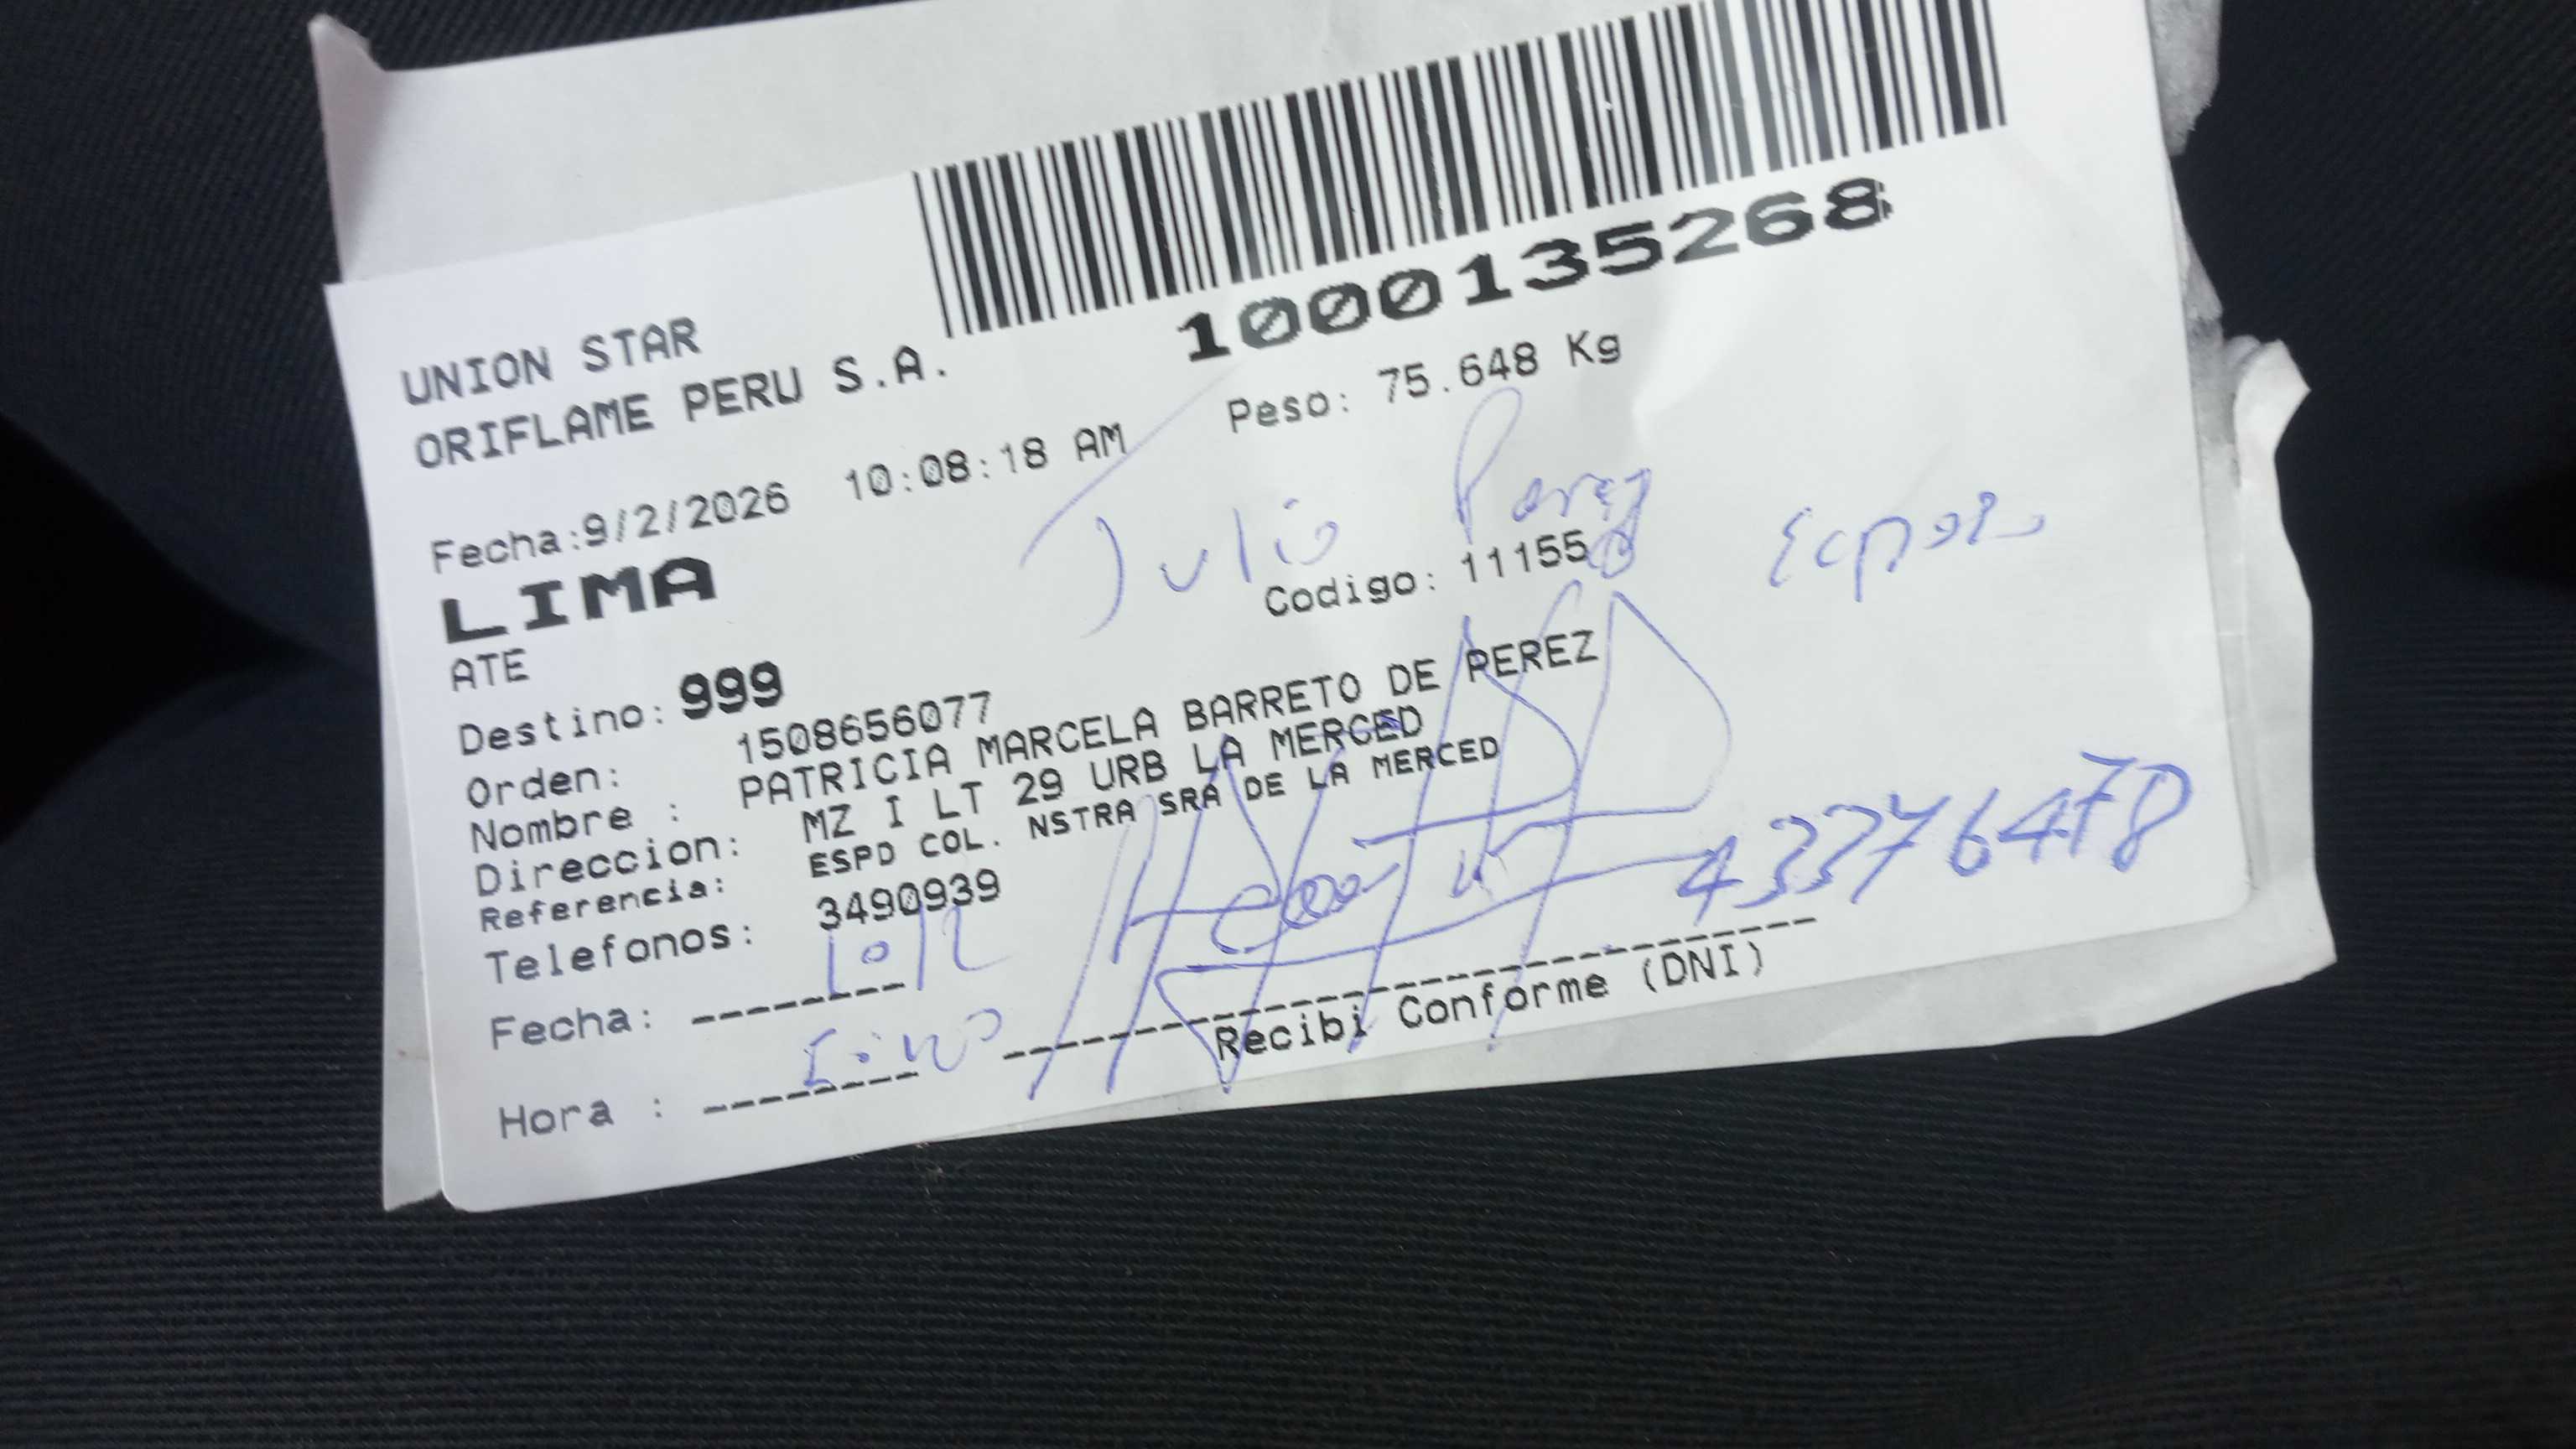 UNION STAR
ORIFLAME PERU S.A.
1000135268
Fecha:9/2/2026 10:08:18 AM
Peso: 75.648 Kg
LIMA
Julio Perez
ATE
Codigo: 11155
Destino: 999
Orden: 1508656077
Nombre : PATRICIA MARCELA BARRETO DE PEREZ
Direccion: MZ I LT 29 URB LA MERCED
Referencia: ESPD COL. NSTRA SRA DE LA MERCED
Telefonos: 3490939
Fecha: 10/2
43376478
Hora :
Recibi Conforme (DNI)